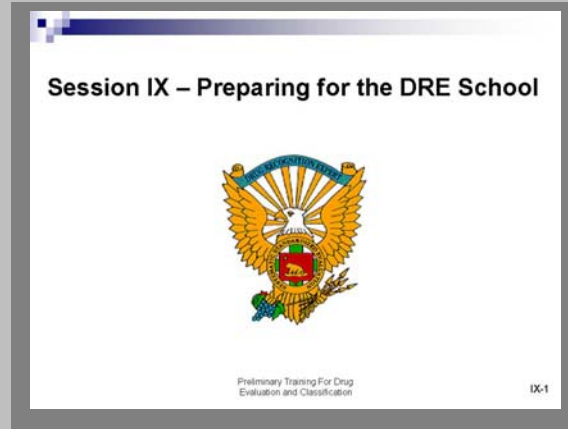 Session IX – Preparing for the DRE School
DRUG RECOGNITION EXPERT
Preliminary Training For Drug
Evaluation and Classification
IX-1